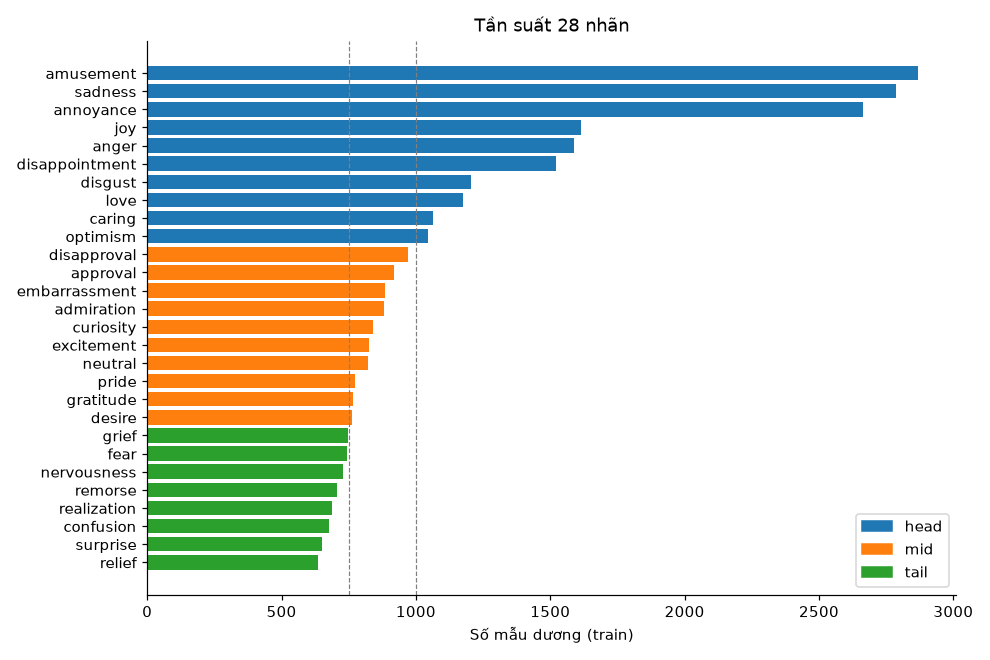 Tần suất 28 nhãn
amusement
sadness
annoyance
joy
anger
disappointment
disgust
love
caring
optimism
disapproval
approval
embarrassment
admiration
curiosity
excitement
neutral
pride
gratitude
desire
grief
fear
nervousness
remorse
realization
confusion
surprise
relief
head
mid
tail
0 500 1000 1500 2000 2500 3000
Số mẫu dương (train)